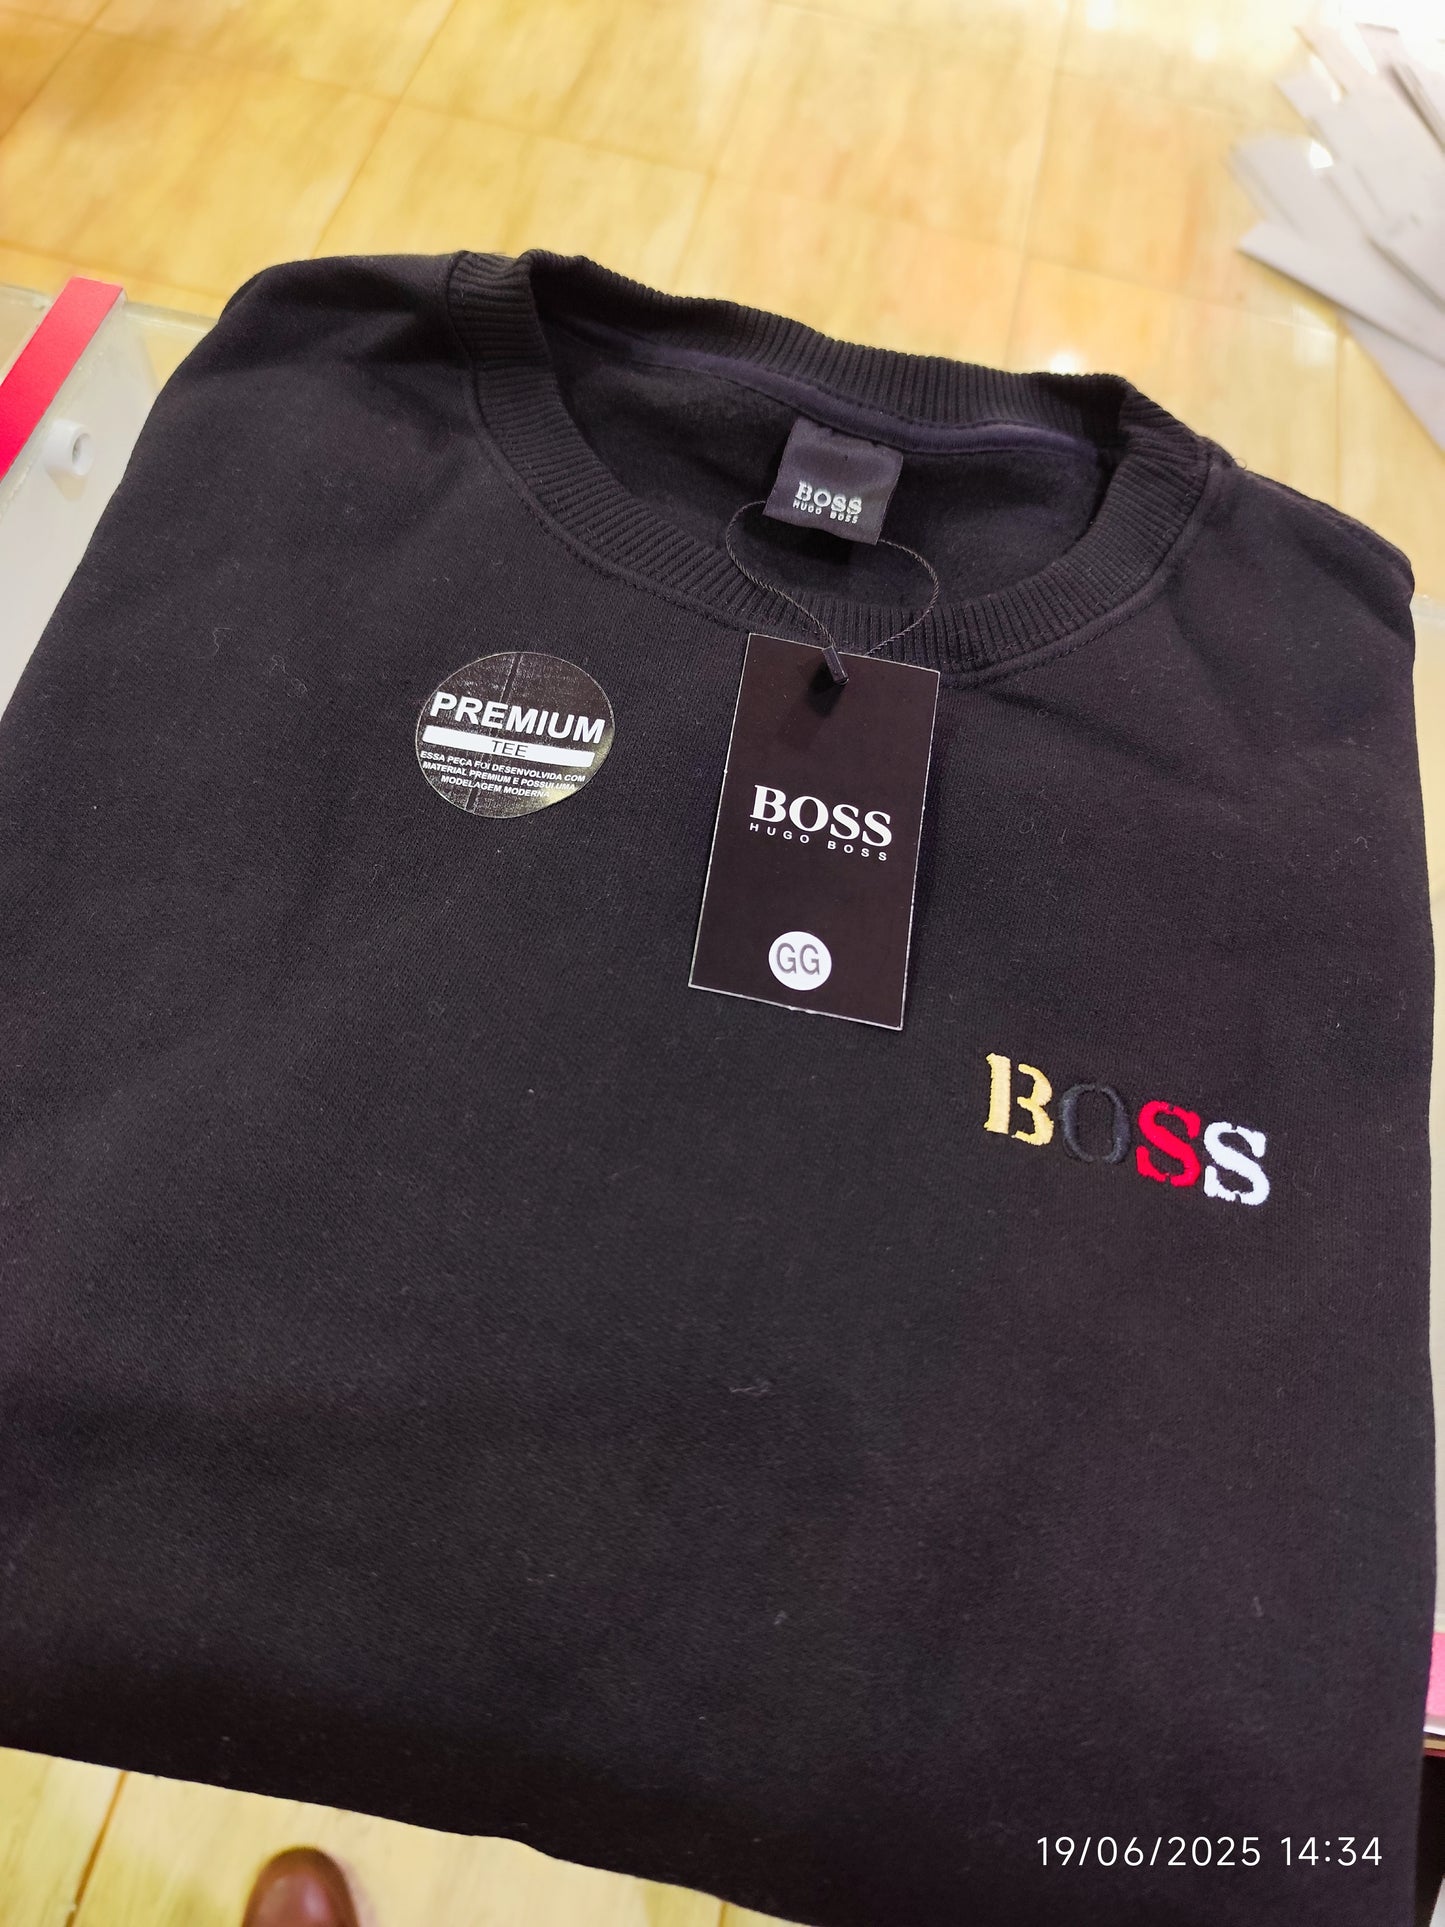 BOSS
HUGO BOSS
PREMIUM
TEE
ESSA PEÇA FOI DESENVOLVIDA COM
MATERIAL PREMIUM E POSSUI UMA
MODELAGEM MODERNA
BOSS
HUGO BOSS
GG
BOSS
19/06/2025 14:34